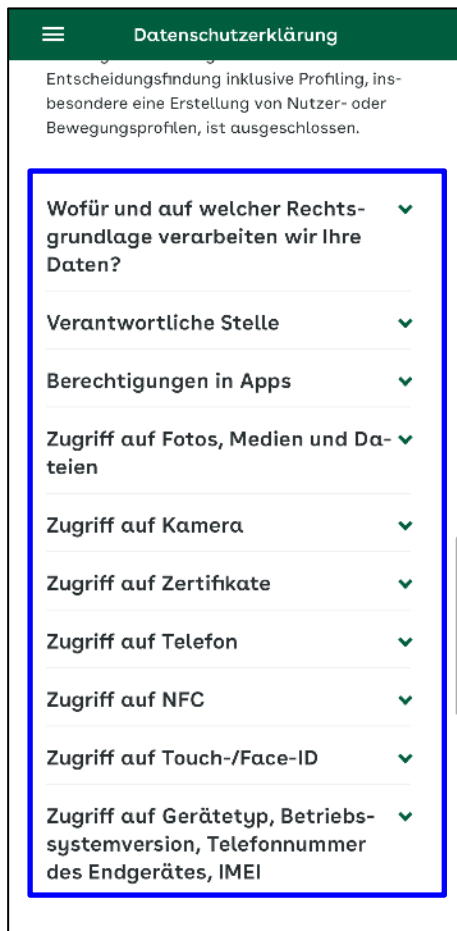 Datenschutzerklärung
Entscheidungsfindung inklusive Profiling, ins-
besondere eine Erstellung von Nutzer- oder
Bewegungsprofilen, ist ausgeschlossen.
Wofür und auf welcher Rechts-
grundlage verarbeiten wir Ihre
Daten?
Verantwortliche Stelle
Berechtigungen in Apps
Zugriff auf Fotos, Medien und Da-
teien
Zugriff auf Kamera
Zugriff auf Zertifikate
Zugriff auf Telefon
Zugriff auf NFC
Zugriff auf Touch-/Face-ID
Zugriff auf Gerätetyp, Betriebs-
systemversion, Telefonnummer
des Endgerätes, IMEI